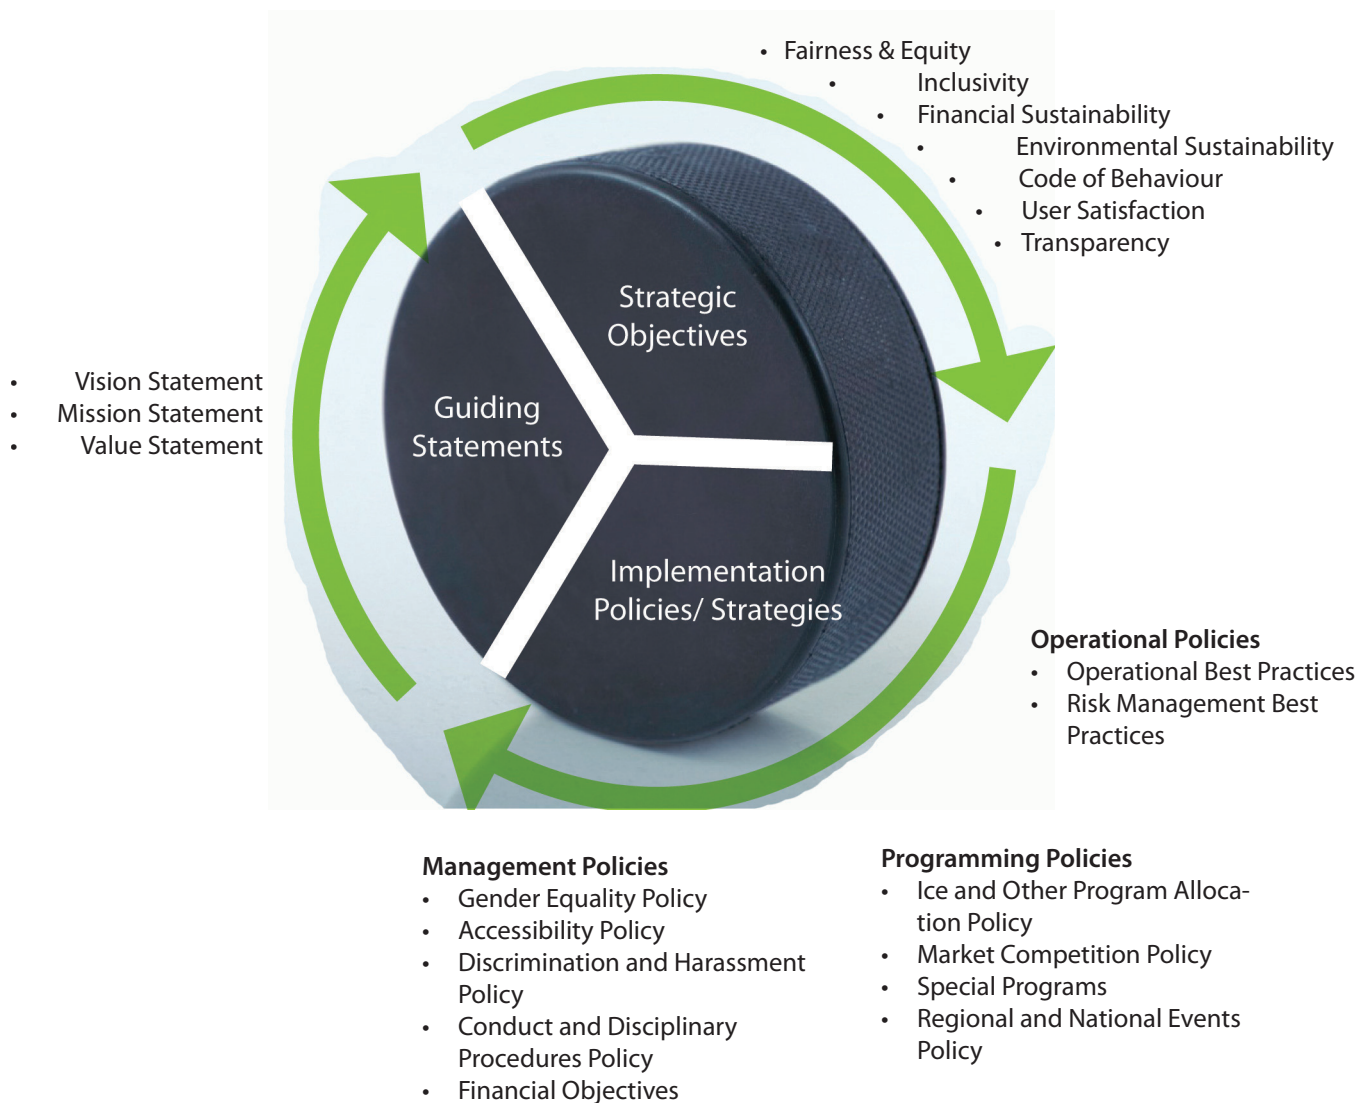 • Fairness & Equity
• Inclusivity
• Financial Sustainability
• Environmental Sustainability
• Code of Behaviour
• User Satisfaction
• Transparency
Strategic
Objectives
• Vision Statement
• Mission Statement
• Value Statement
Guiding
Statements
Implementation
Policies/ Strategies
Operational Policies
• Operational Best Practices
• Risk Management Best
Practices
Management Policies
• Gender Equality Policy
• Accessibility Policy
• Discrimination and Harassment
Policy
• Conduct and Disciplinary
Procedures Policy
• Financial Objectives
Programming Policies
• Ice and Other Program Alloca-
tion Policy
• Market Competition Policy
• Special Programs
• Regional and National Events
Policy